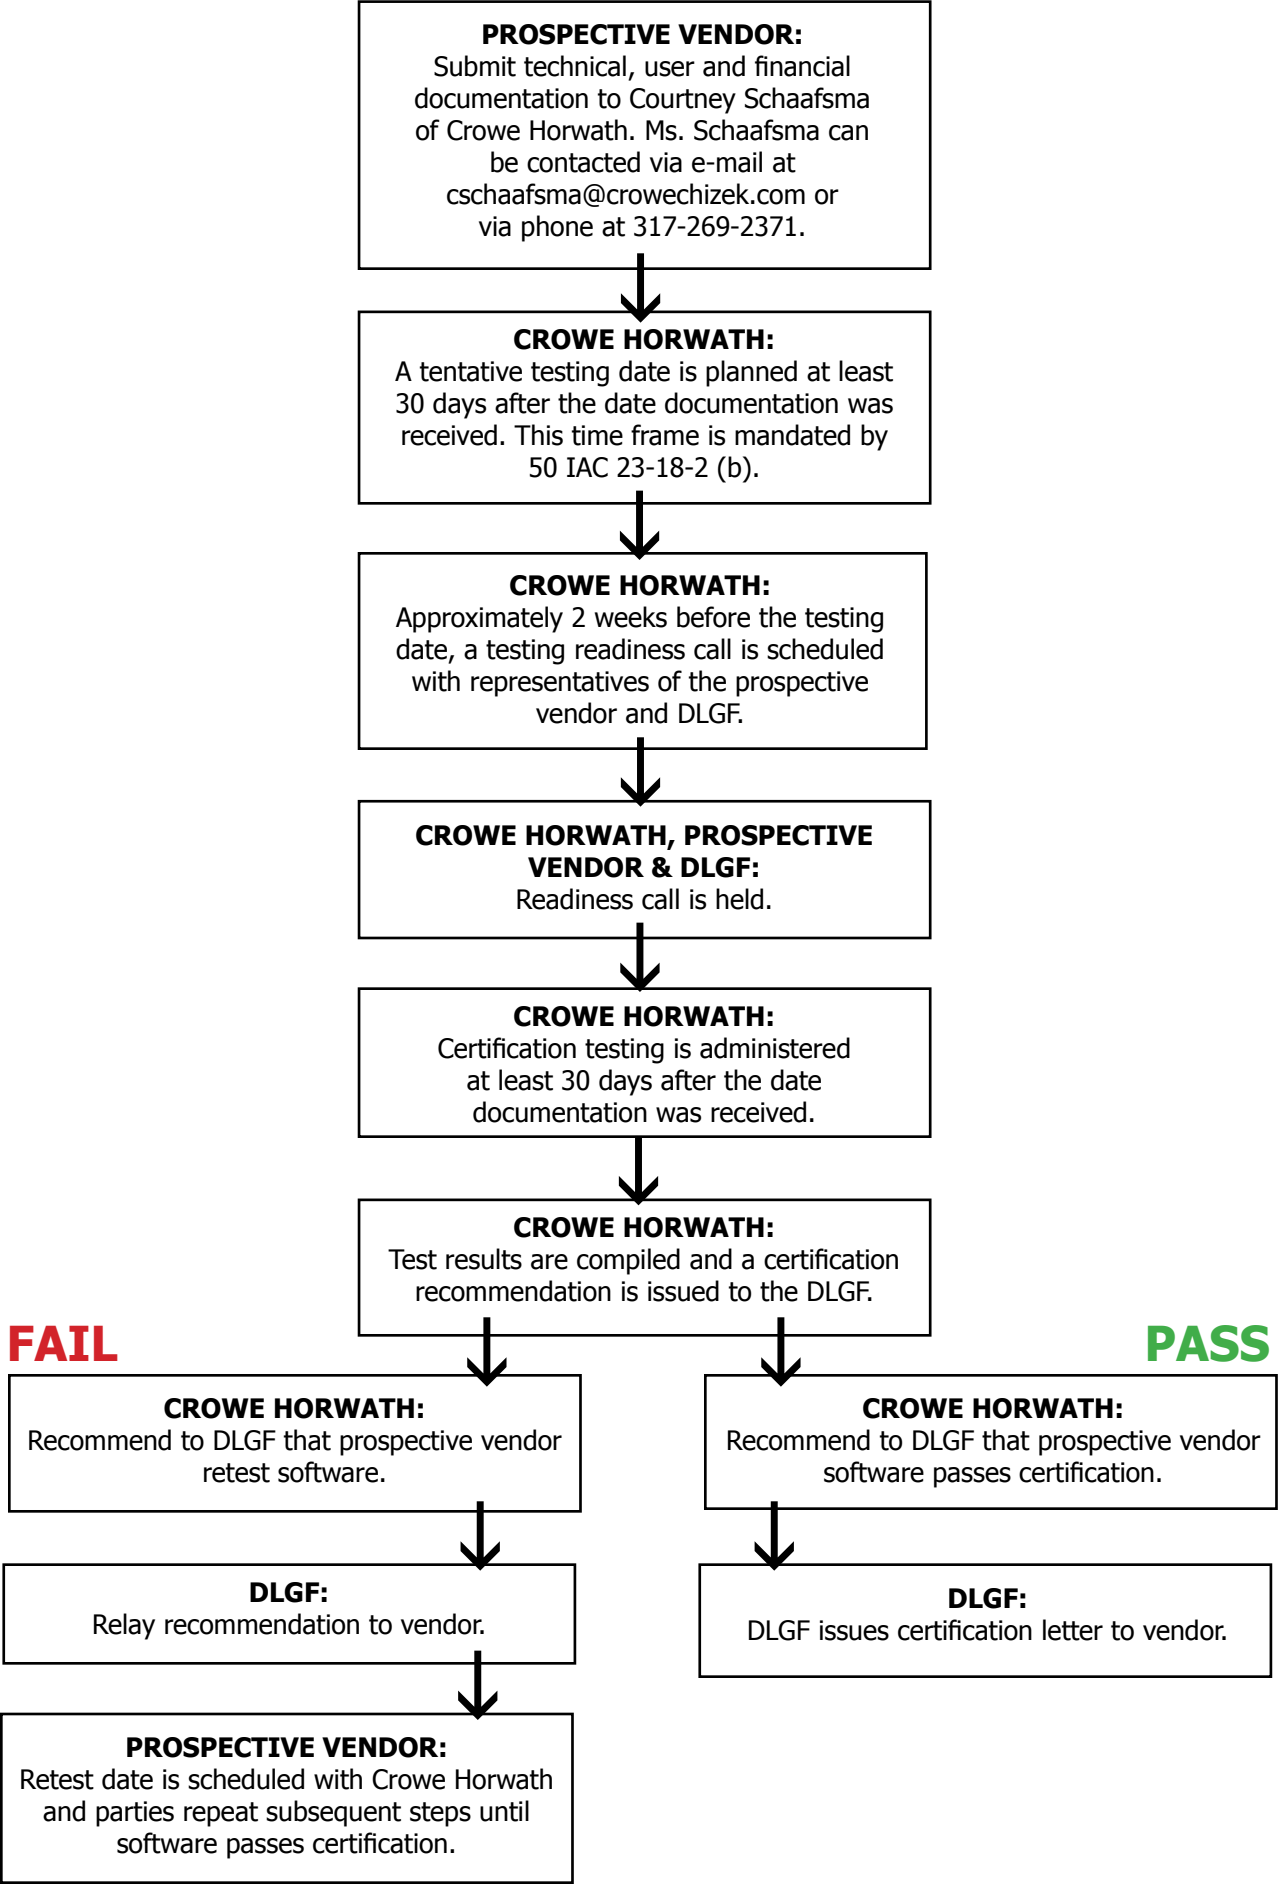 PROSPECTIVE VENDOR:
Submit technical, user and financial
documentation to Courtney Schaafsma
of Crowe Horwath. Ms. Schaafsma can
be contacted via e-mail at
cschaafsma@crowechizek.com or
via phone at 317-269-2371.
CROWE HORWATH:
A tentative testing date is planned at least
30 days after the date documentation was
received. This time frame is mandated by
50 IAC 23-18-2 (b).
CROWE HORWATH:
Approximately 2 weeks before the testing
date, a testing readiness call is scheduled
with representatives of the prospective
vendor and DLGF.
CROWE HORWATH, PROSPECTIVE
VENDOR & DLGF:
Readiness call is held.
CROWE HORWATH:
Certification testing is administered
at least 30 days after the date
documentation was received.
CROWE HORWATH:
Test results are compiled and a certification
recommendation is issued to the DLGF.
FAIL
CROWE HORWATH:
Recommend to DLGF that prospective vendor
retest software.
DLGF:
Relay recommendation to vendor.
PROSPECTIVE VENDOR:
Retest date is scheduled with Crowe Horwath
and parties repeat subsequent steps until
software passes certification.
PASS
CROWE HORWATH:
Recommend to DLGF that prospective vendor
software passes certification.
DLGF:
DLGF issues certification letter to vendor.